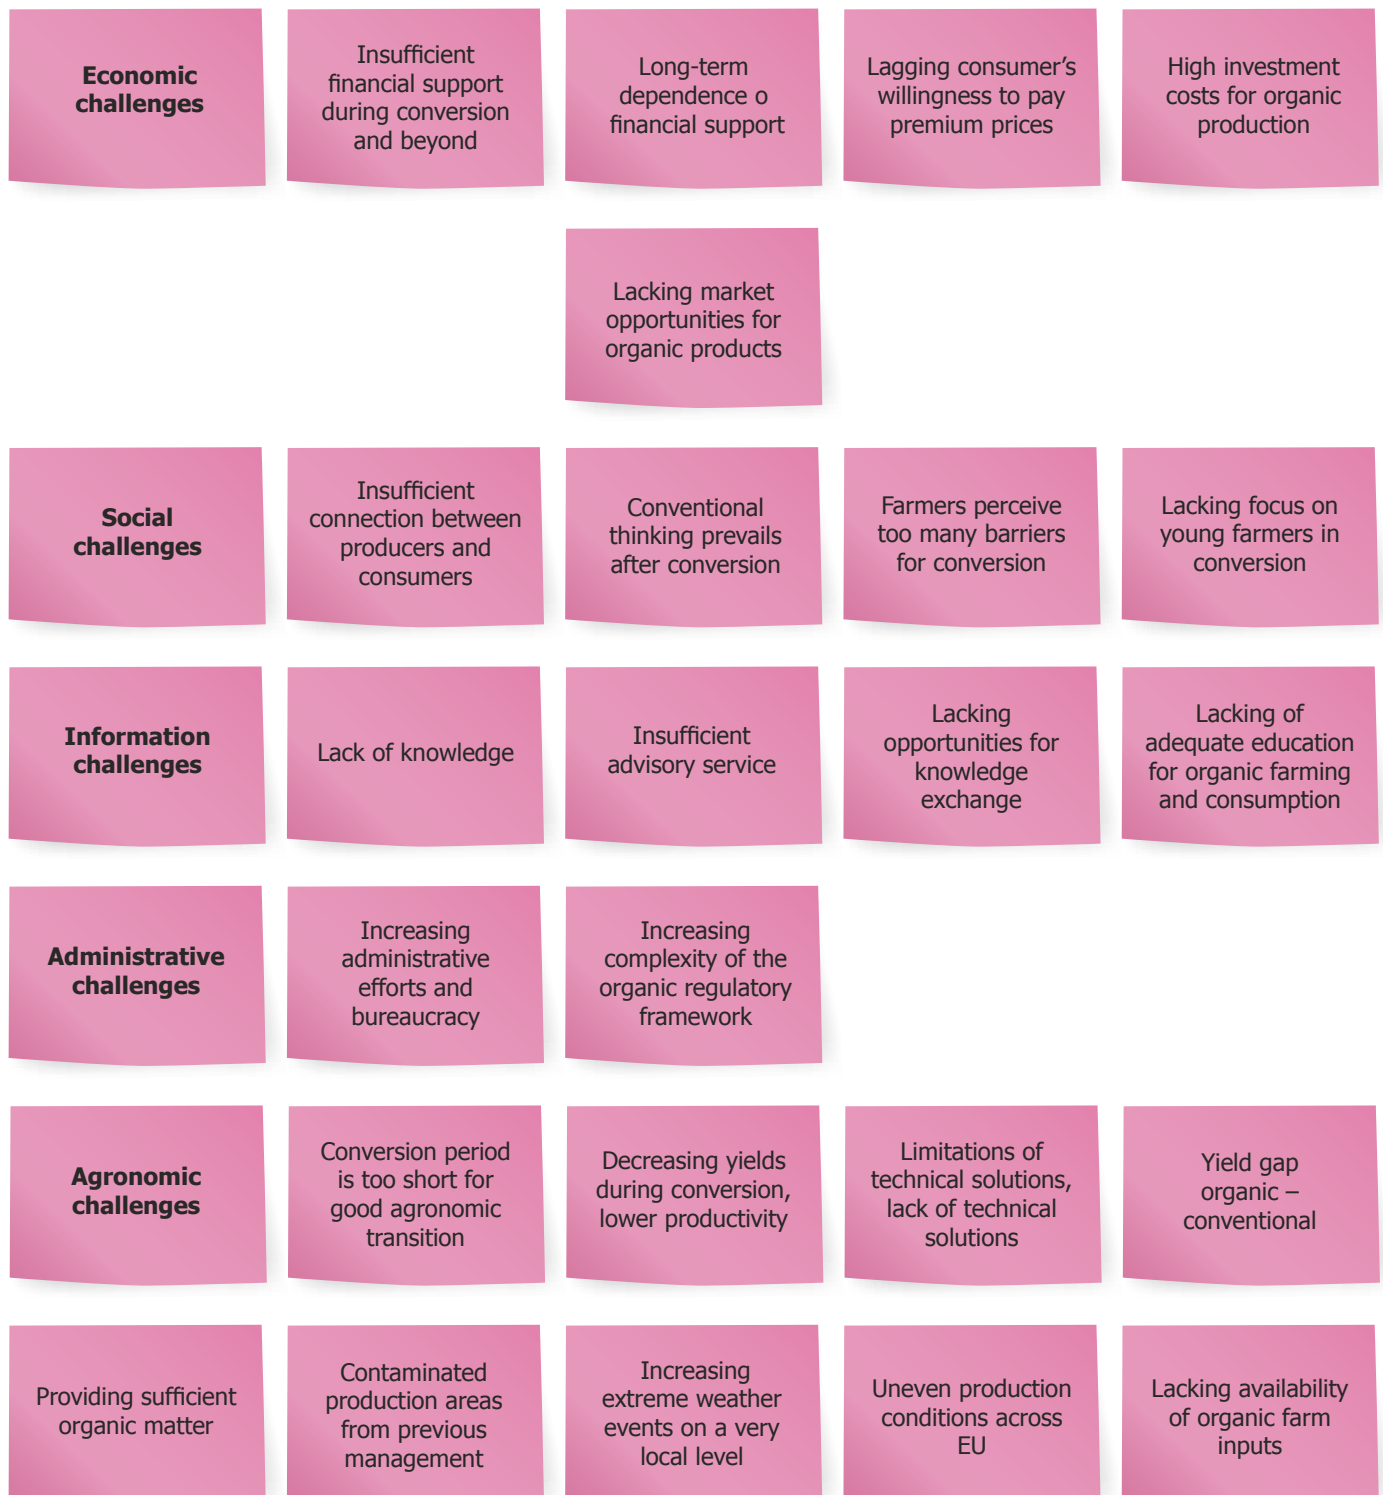 Economic
challenges
Insufficient
financial support
during conversion
and beyond
Long-term
dependence o
financial support
Lagging consumer’s
willingness to pay
premium prices
High investment
costs for organic
production
Lacking market
opportunities for
organic products
Social
challenges
Insufficient
connection between
producers and
consumers
Conventional
thinking prevails
after conversion
Farmers perceive
too many barriers
for conversion
Lacking focus on
young farmers in
conversion
Information
challenges
Lack of knowledge
Insufficient
advisory service
Lacking
opportunities for
knowledge
exchange
Lacking of
adequate education
for organic farming
and consumption
Administrative
challenges
Increasing
administrative
efforts and
bureaucracy
Increasing
complexity of the
organic regulatory
framework
Agronomic
challenges
Conversion period
is too short for
good agronomic
transition
Decreasing yields
during conversion,
lower productivity
Limitations of
technical solutions,
lack of technical
solutions
Yield gap
organic –
conventional
Providing sufficient
organic matter
Contaminated
production areas
from previous
management
Increasing
extreme weather
events on a very
local level
Uneven production
conditions across
EU
Lacking availability
of organic farm
inputs